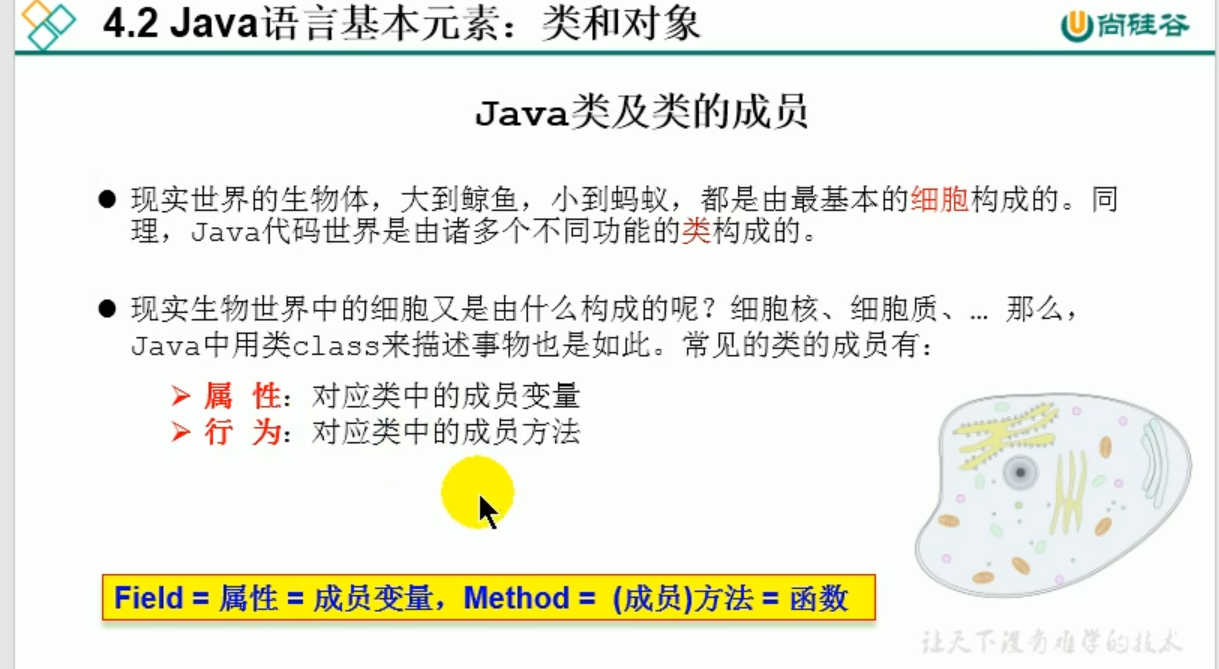 4.2 Java语言基本元素：类和对象
尚硅谷
Java类及类的成员
● 现实世界的生物体，大到鲸鱼，小到蚂蚁，都是由最基本的细胞构成的。同
理，Java代码世界是由诸多个不同功能的类构成的。
● 现实生物世界中的细胞又是由什么构成的呢？细胞核、细胞质、… 那么，
Java中用类class来描述事物也是如此。常见的类的成员有：
➢ 属 性：对应类中的成员变量
➢ 行 为：对应类中的成员方法
Field = 属性 = 成员变量，Method = (成员)方法 = 函数
让天下没有难学的技术